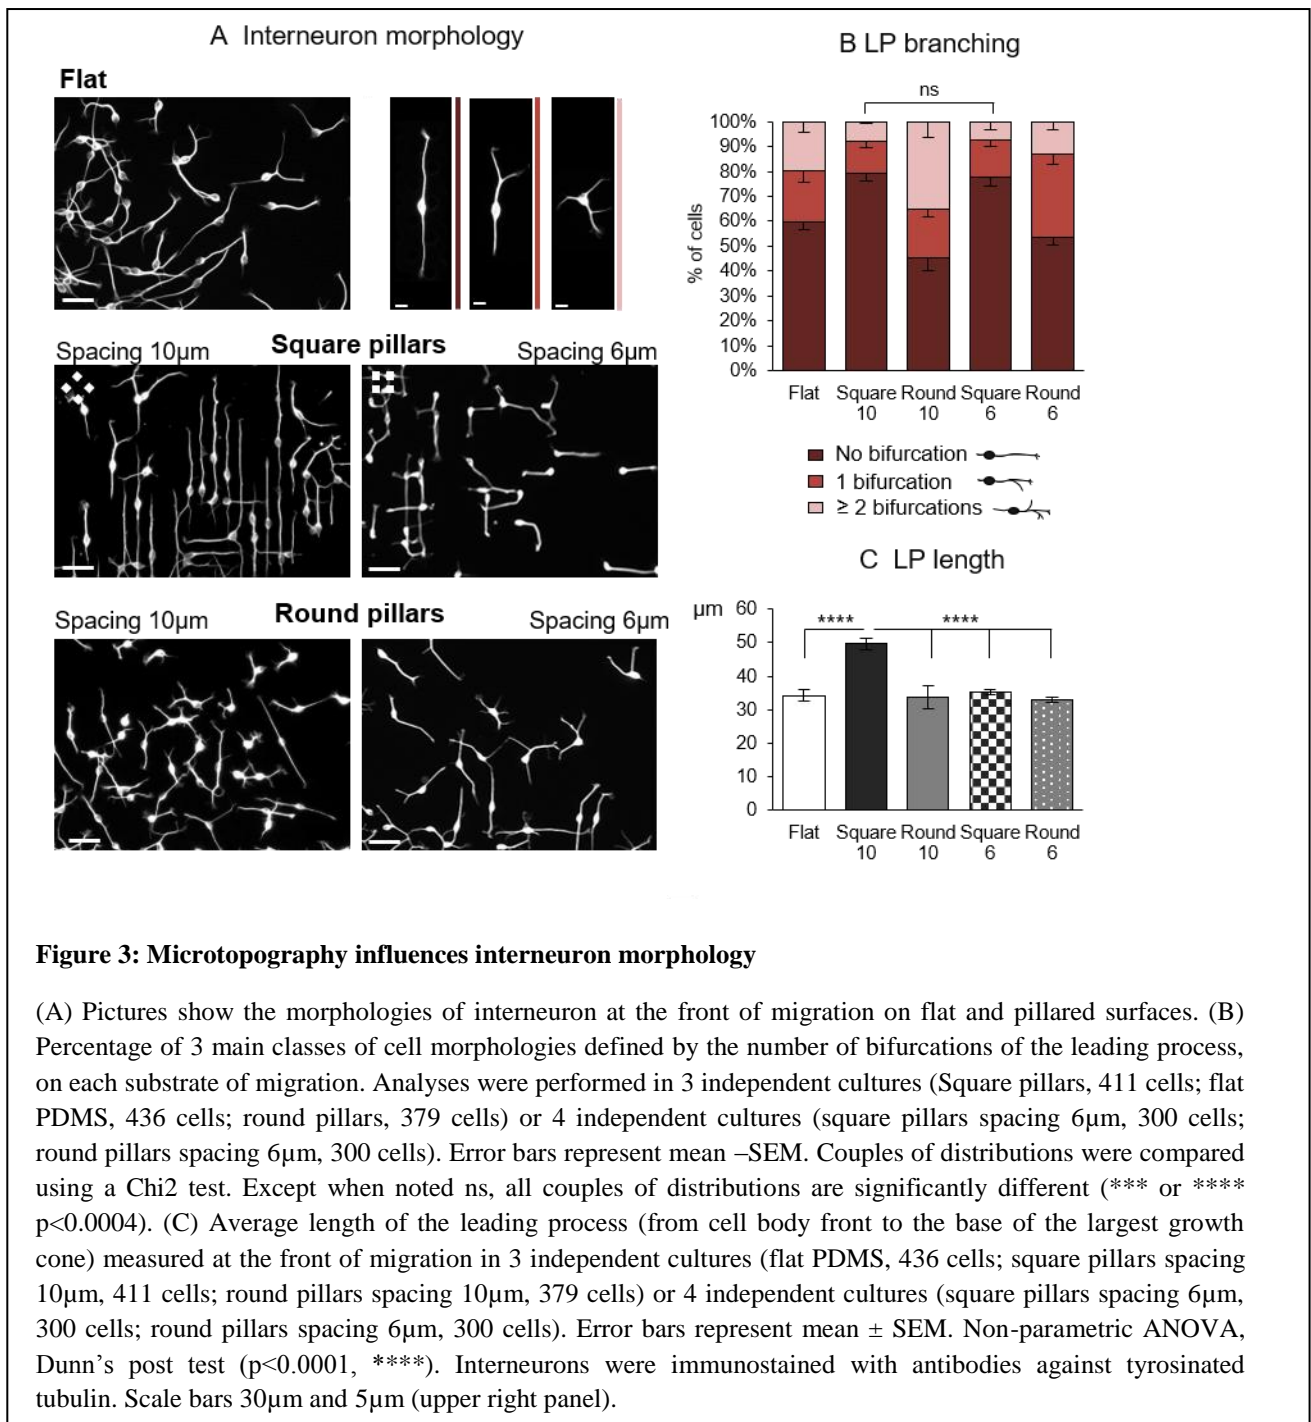 A Interneuron morphology
Flat
Spacing 10µm
Square pillars
Spacing 6µm
Spacing 10µm
Round pillars
Spacing 6µm
B LP branching
ns
100%
90%
80%
70%
60%
50%
40%
30%
20%
10%
0%
% of cells
Flat Square Round Square Round
10 10 6 6
No bifurcation
1 bifurcation
≥ 2 bifurcations
C LP length
µm
60
50
40
30
20
10
0
**** ****
Flat Square Round Square Round
10 10 6 6
Figure 3: Microtopography influences interneuron morphology
(A) Pictures show the morphologies of interneuron at the front of migration on flat and pillared surfaces. (B)
Percentage of 3 main classes of cell morphologies defined by the number of bifurcations of the leading process,
on each substrate of migration. Analyses were performed in 3 independent cultures (Square pillars, 411 cells; flat
PDMS, 436 cells; round pillars, 379 cells) or 4 independent cultures (square pillars spacing 6µm, 300 cells;
round pillars spacing 6µm, 300 cells). Error bars represent mean –SEM. Couples of distributions were compared
using a Chi2 test. Except when noted ns, all couples of distributions are significantly different (*** or ****
p<0.0004). (C) Average length of the leading process (from cell body front to the base of the largest growth
cone) measured at the front of migration in 3 independent cultures (flat PDMS, 436 cells; square pillars spacing
10µm, 411 cells; round pillars spacing 10µm, 379 cells) or 4 independent cultures (square pillars spacing 6µm,
300 cells; round pillars spacing 6µm, 300 cells). Error bars represent mean ± SEM. Non-parametric ANOVA,
Dunn's post test (p<0.0001, ****). Interneurons were immunostained with antibodies against tyrosinated
tubulin. Scale bars 30µm and 5µm (upper right panel).